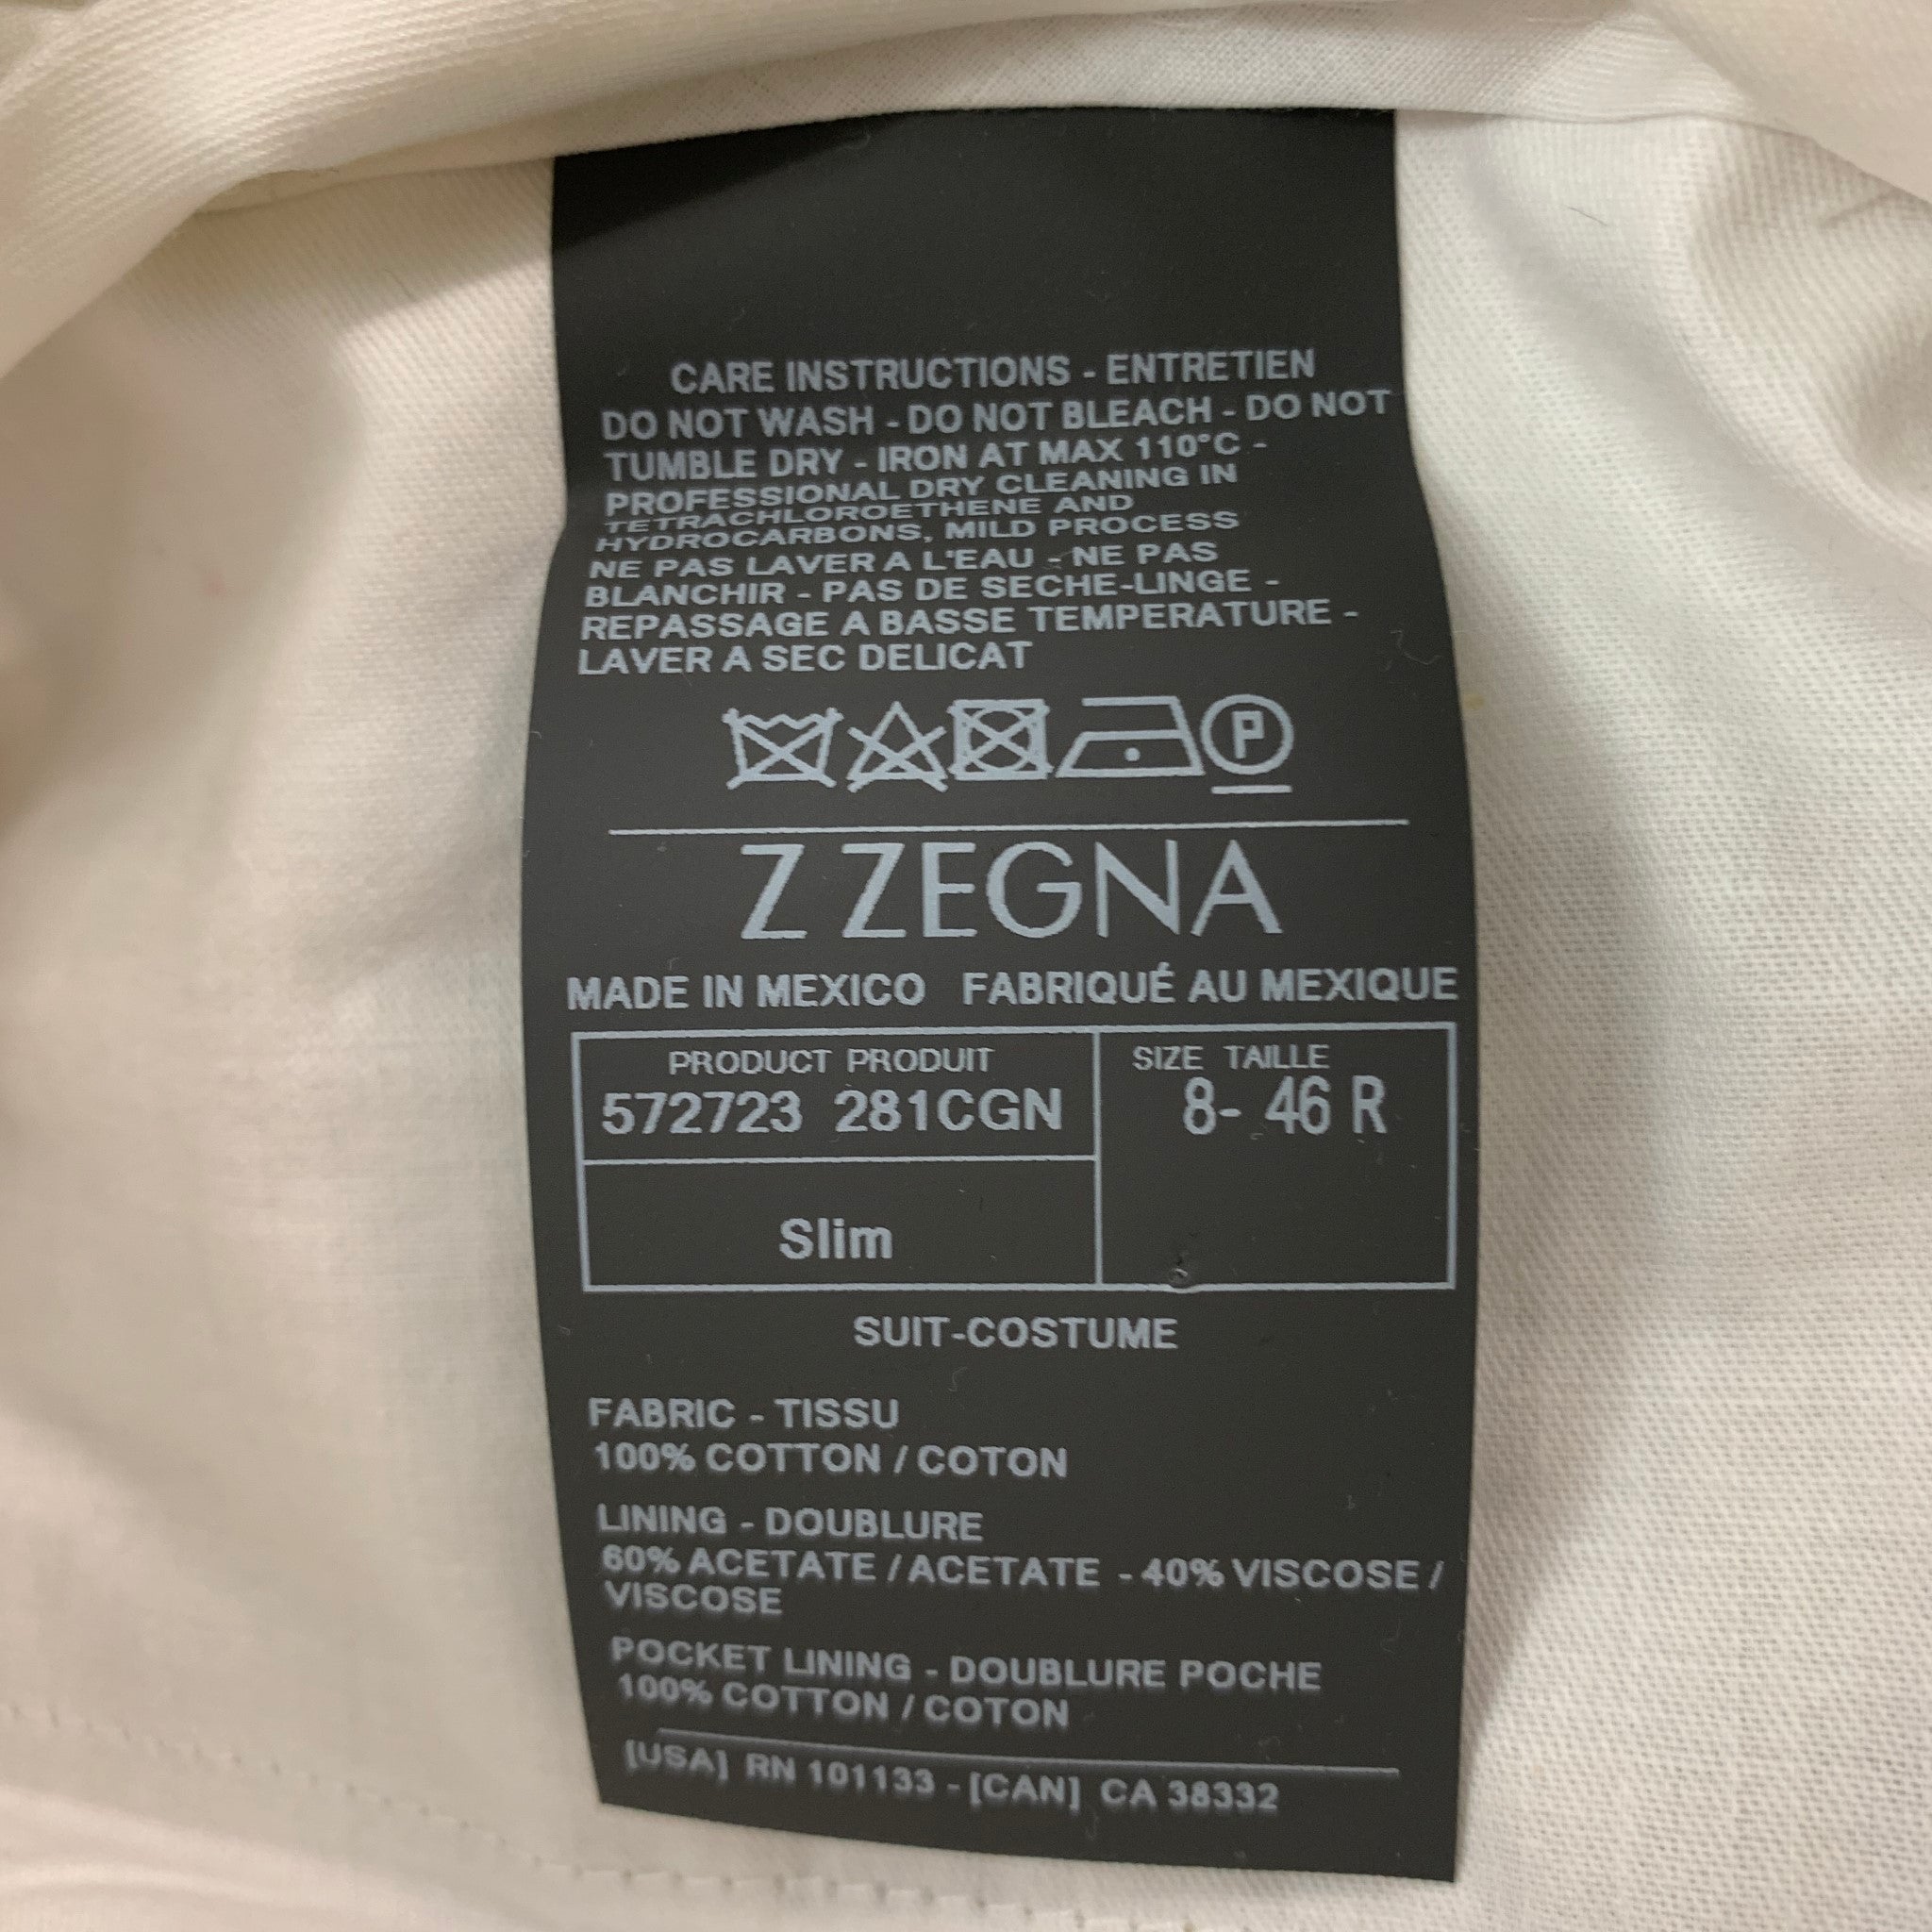 CARE INSTRUCTIONS - ENTRETIEN
DO NOT WASH - DO NOT BLEACH - DO NOT
TUMBLE DRY - IRON AT MAX 110°C -
PROFESSIONAL DRY CLEANING IN
TETRACHLOROETHENE AND
HYDROCARBONS, MILD PROCESS
NE PAS LAVER A L'EAU - NE PAS
BLANCHIR - PAS DE SECHE-LINGE -
REPASSAGE A BASSE TEMPERATURE -
LAVER A SEC DELICAT
P
Z ZEGNA
MADE IN MEXICO FABRIQUÉ AU MEXIQUE
PRODUCT PRODUIT
572723 281CGN
SIZE TAILLE
8- 46 R
Slim
SUIT-COSTUME
FABRIC - TISSU
100% COTTON / COTON
LINING - DOUBLURE
60% ACETATE / ACETATE - 40% VISCOSE /
VISCOSE
POCKET LINING - DOUBLURE POCHE
100% COTTON / COTON
[USA] RN 101133 - [CAN] CA 38332